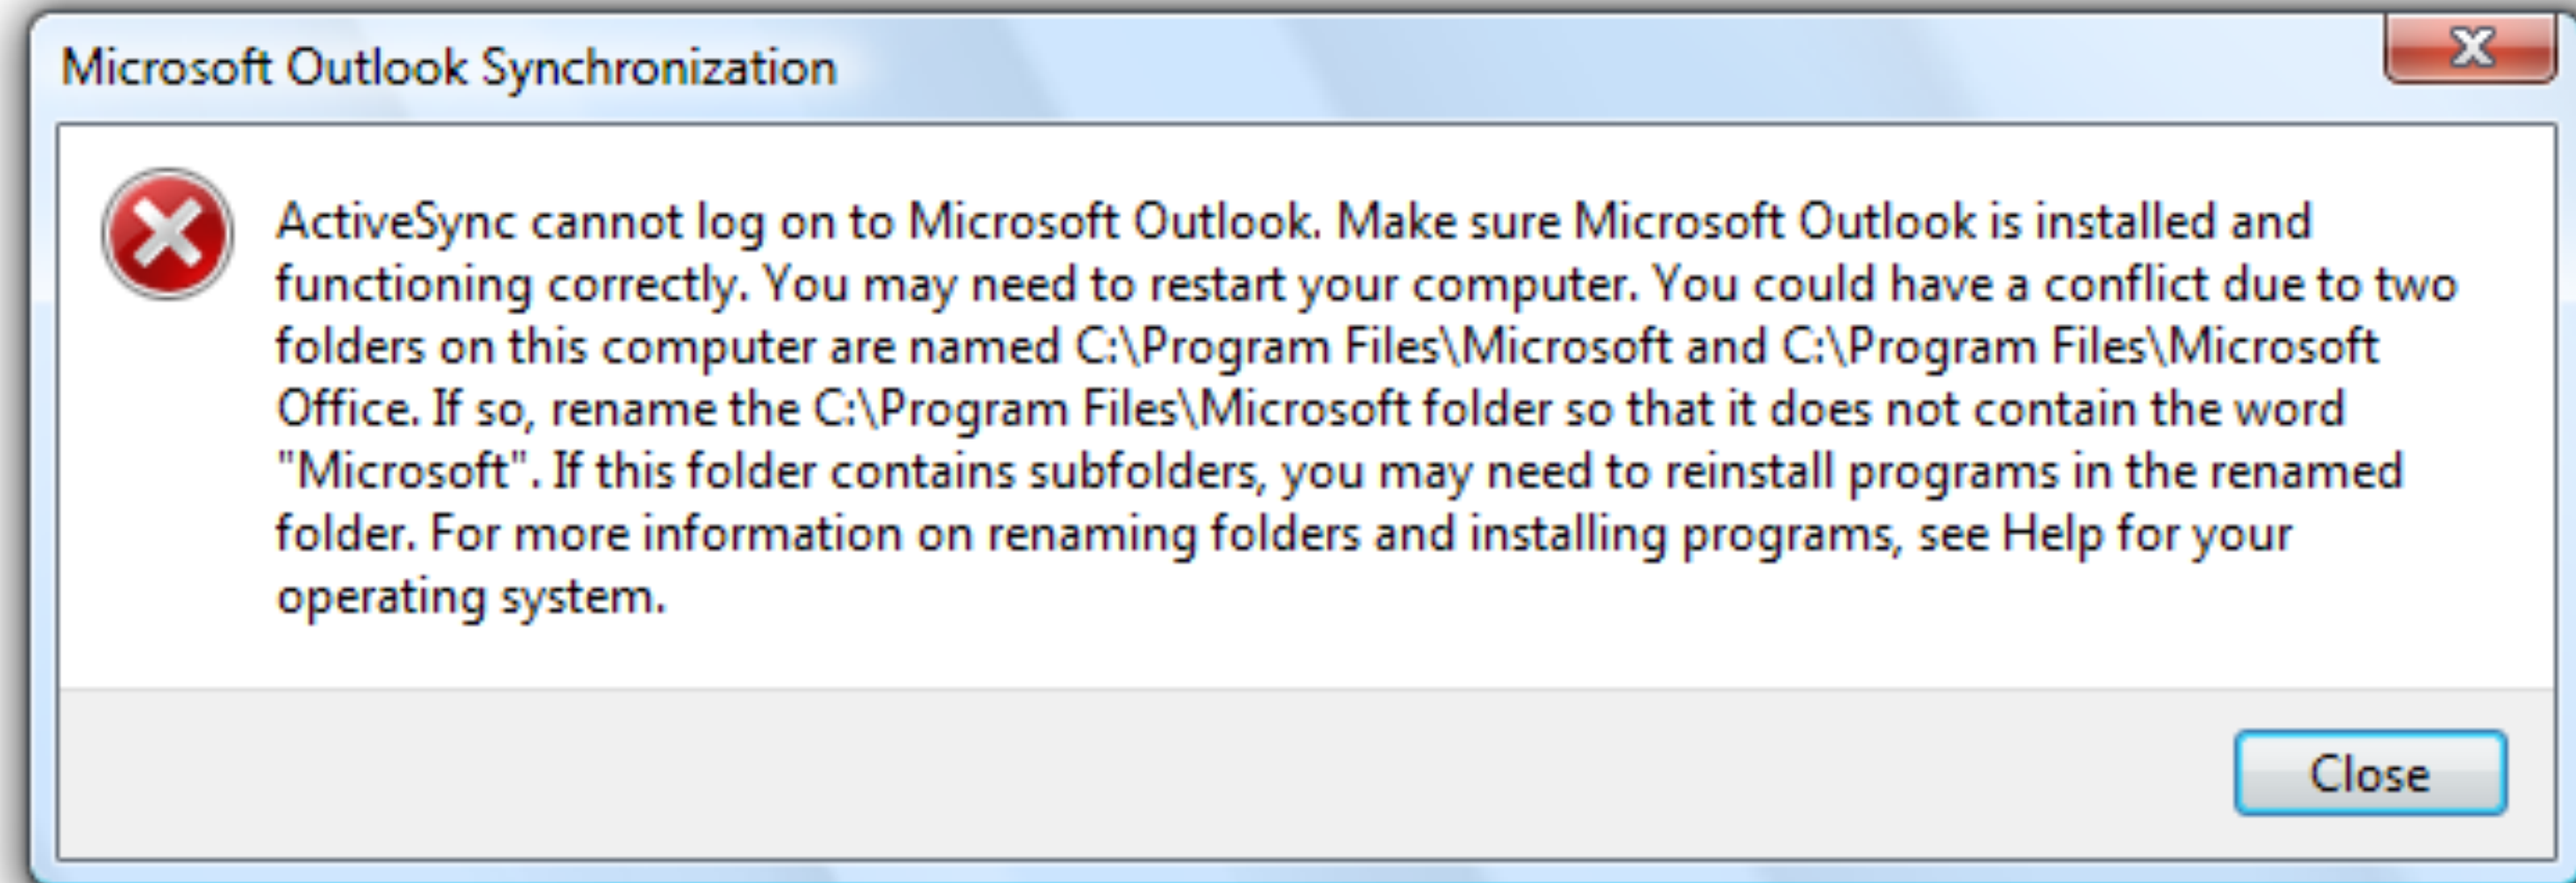 Microsoft Outlook Synchronization
ActiveSync cannot log on to Microsoft Outlook. Make sure Microsoft Outlook is installed and
functioning correctly. You may need to restart your computer. You could have a conflict due to two
folders on this computer are named C:\Program Files\Microsoft and C:\Program Files\Microsoft
Office. If so, rename the C:\Program Files\Microsoft folder so that it does not contain the word
"Microsoft". If this folder contains subfolders, you may need to reinstall programs in the renamed
folder. For more information on renaming folders and installing programs, see Help for your
operating system.
Close